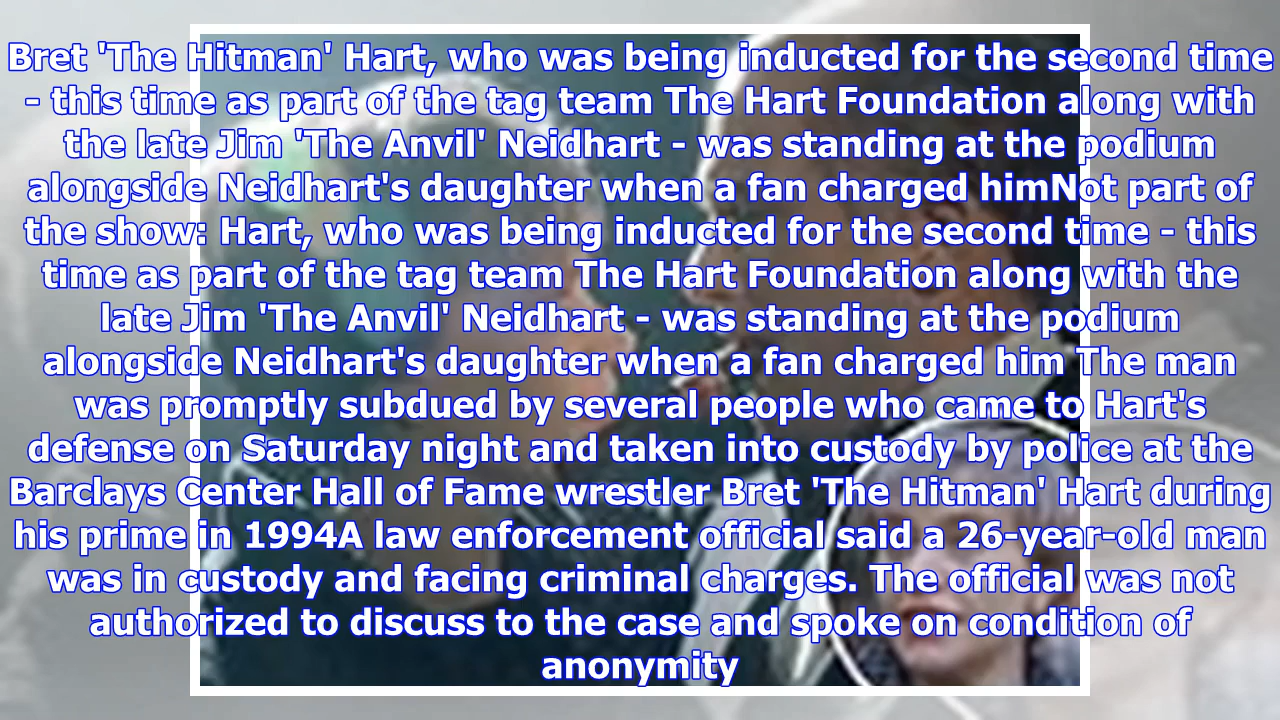 Bret 'The Hitman' Hart, who was being inducted for the second time
- this time as part of the tag team The Hart Foundation along with
the late Jim 'The Anvil' Neidhart - was standing at the podium
alongside Neidhart's daughter when a fan charged himNot part of
the show: Hart, who was being inducted for the second time - this
time as part of the tag team The Hart Foundation along with the
late Jim 'The Anvil' Neidhart - was standing at the podium
alongside Neidhart's daughter when a fan charged him The man
was promptly subdued by several people who came to Hart's
defense on Saturday night and taken into custody by police at the
Barclays Center Hall of Fame wrestler Bret 'The Hitman' Hart during
his prime in 1994A law enforcement official said a 26-year-old man
was in custody and facing criminal charges. The official was not
authorized to discuss to the case and spoke on condition of
anonymity